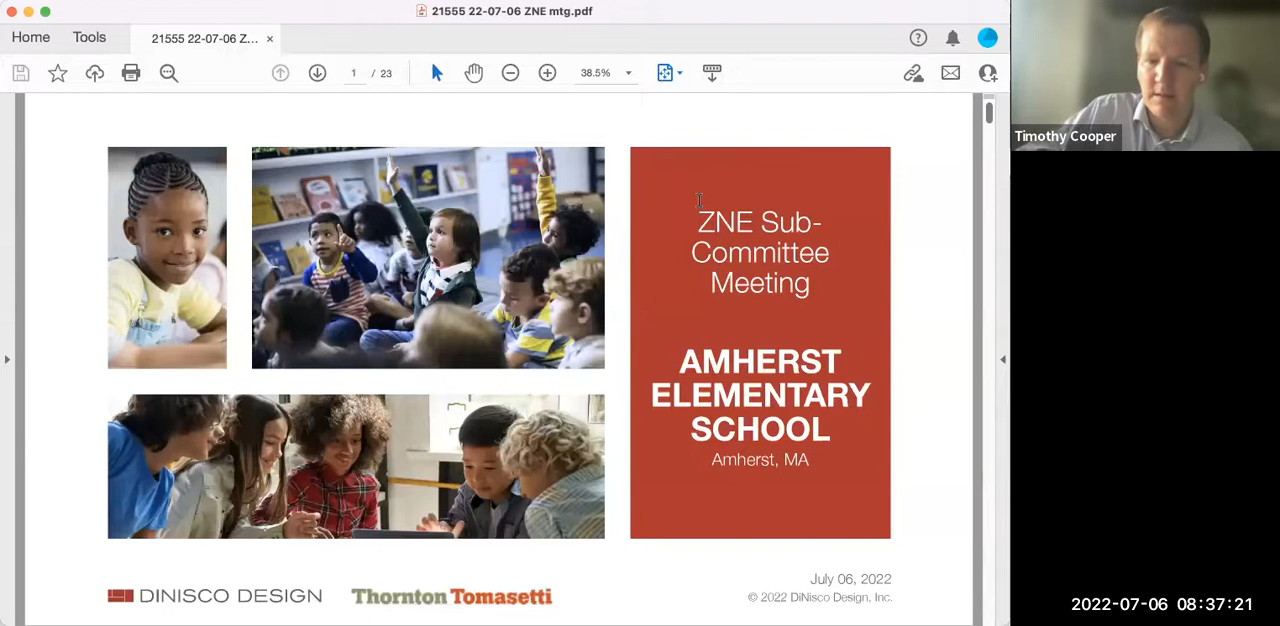 21555 22-07-06 ZNE mtg.pdf
Home
Tools
21555 22-07-06 Z...
1 / 23
38.5%
Timothy Cooper
ZNE Sub-
Committee
Meeting
AMHERST
ELEMENTARY
SCHOOL
Amherst, MA
DINISCO DESIGN
Thornton Tomasetti
July 06, 2022
© 2022 DiNisco Design, Inc.
2022-07-06 08:37:21